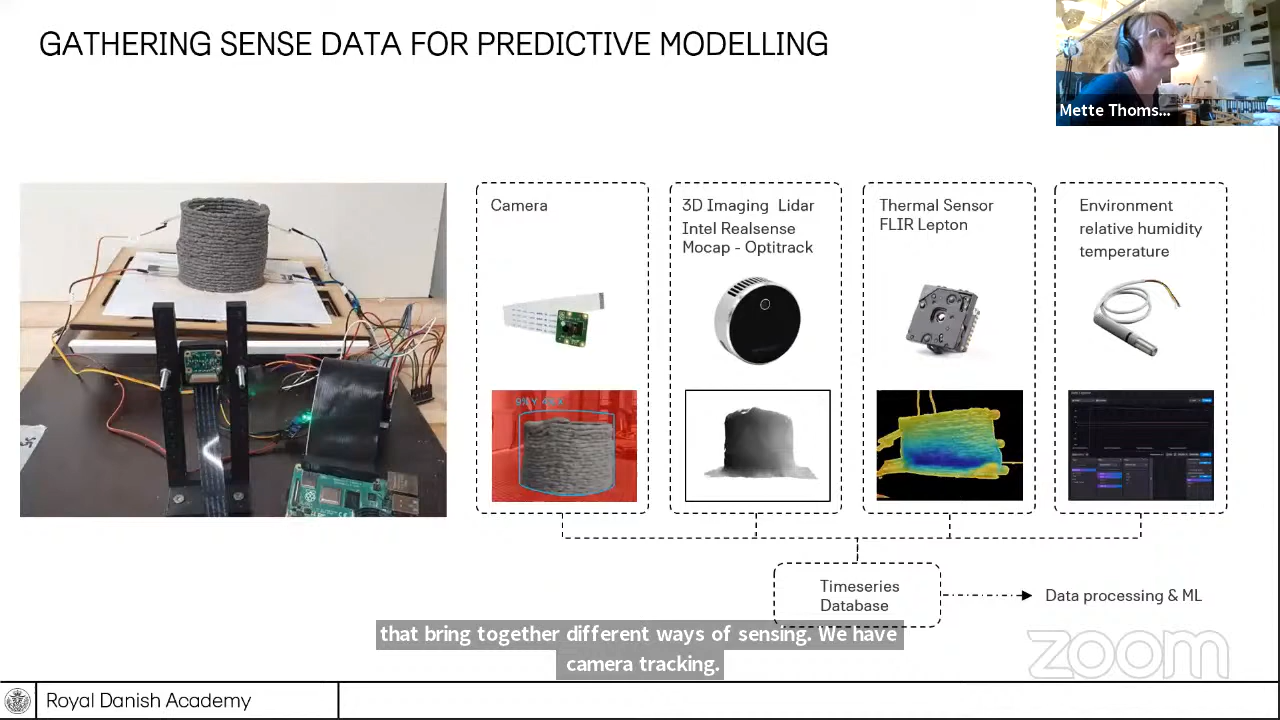 GATHERING SENSE DATA FOR PREDICTIVE MODELLING
Mette Thoms...
Camera
3D Imaging Lidar
Intel Realsense
Mocap - Optitrack
Thermal Sensor
FLIR Lepton
Environment
relative humidity
temperature
Timeseries
Database
Data processing & ML
that bring together different ways of sensing. We have
camera tracking.
zoom
Royal Danish Academy